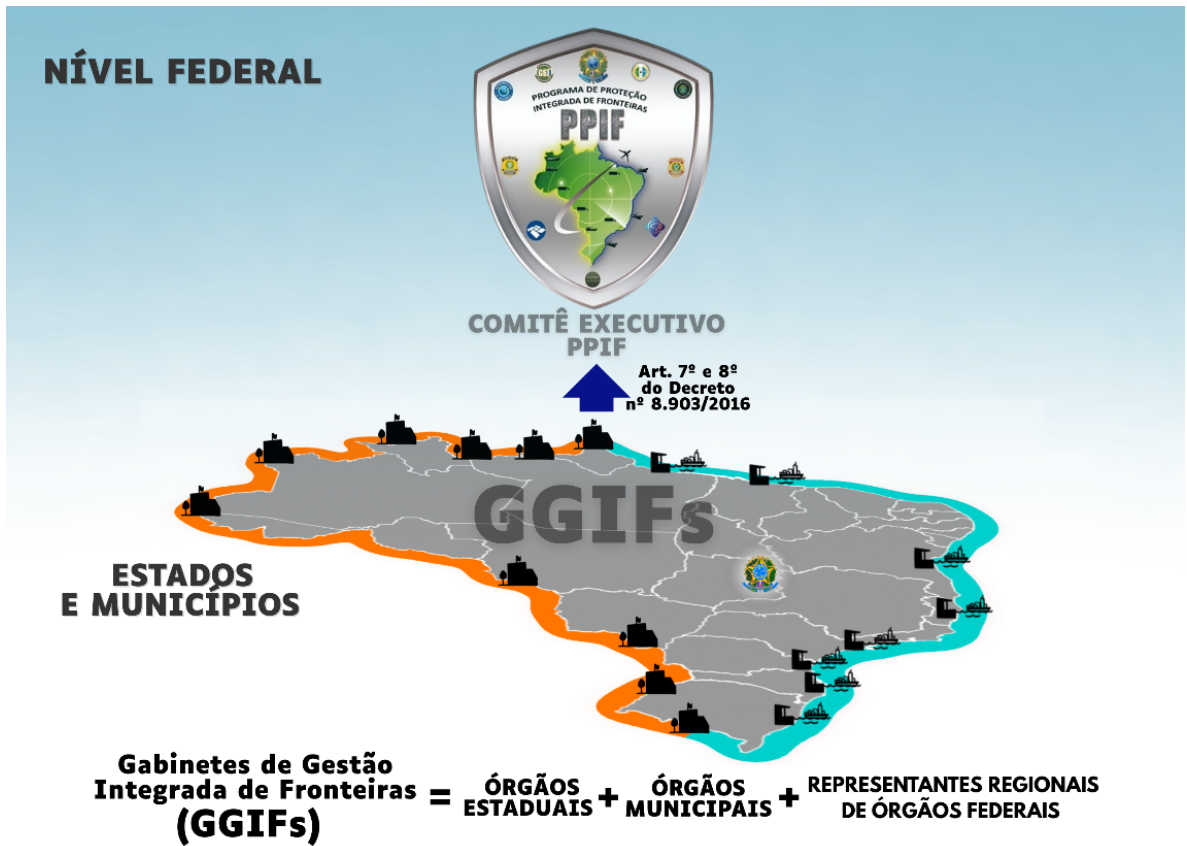 NÍVEL FEDERAL
GSI
PROGRAMA DE PROTEÇÃO
INTEGRADA DE FRONTEIRAS
PPIF
COMITÊ EXECUTIVO
PPIF
Art. 7º e 8º
do Decreto
nº 8.903/2016
GGIFs
ESTADOS
E MUNICÍPIOS
Gabinetes de Gestão
Integrada de Fronteiras
(GGIFs)
=
ÓRGÃOS
ESTADUAIS
+
ÓRGÃOS
MUNICIPAIS
+
REPRESENTANTES REGIONAIS
DE ÓRGÃOS FEDERAIS